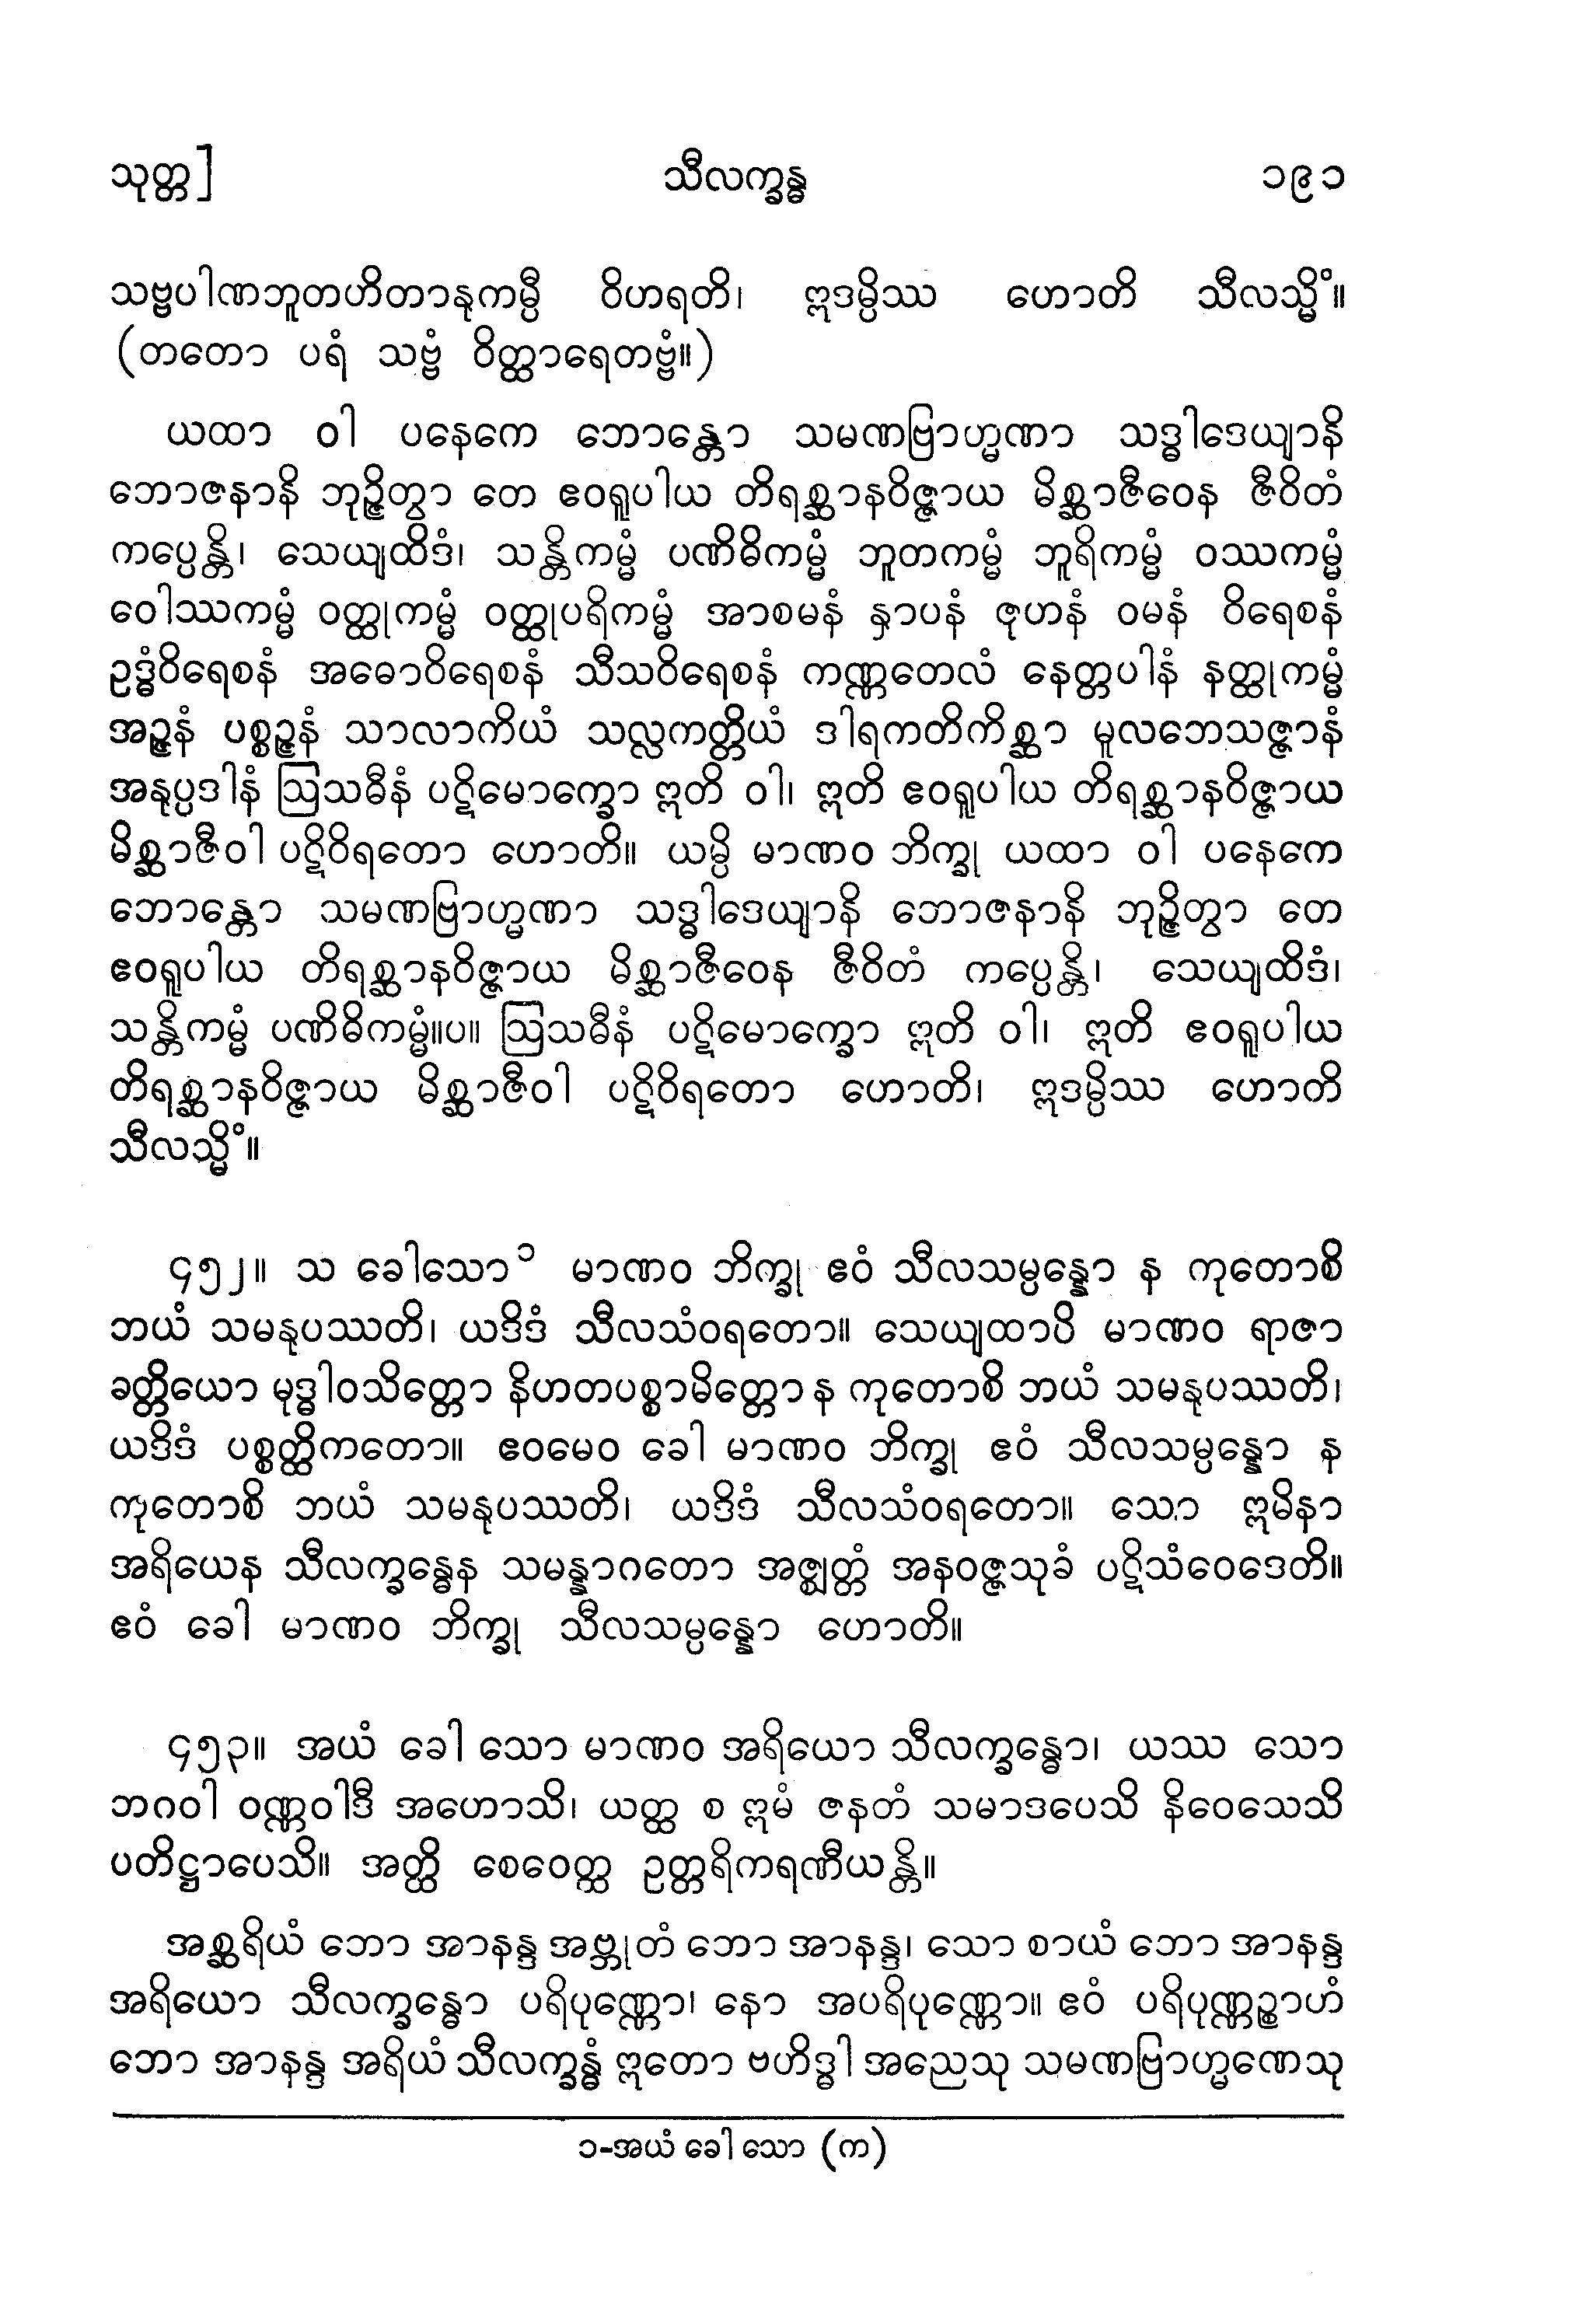 သုတ္တ] သီလက္ခန္ဓ ၁၉၁
သဗ္ဗပါဏဘူတဟိတာနုကမ္ပီ ဝိဟရတိ၊ ဣဒမ္ပိဿ ဟောတိ သီလသ္မိံ။
(တတော ပရံ သဗ္ဗံ ဝိတ္ထာရေတဗ္ဗံ။)
ယထာ ဝါ ပနေကေ ဘောန္တော သမဏဗြာဟ္မဏာ သဒ္ဓါဒေယျာနိ
ဘောဇနာနိ ဘုဉ္ဇိတွာ တေ ဧဝရူပါယ တိရစ္ဆာနဝိဇ္ဇာယ မိစ္ဆာဇီဝေန ဇီဝိတံ
ကပ္ပေန္တိ၊ သေယျထိဒံ၊ သန္တိကမ္မံ ပဏိဓိကမ္မံ ဘူတကမ္မံ ဘူရိကမ္မံ ဝဿကမ္မံ
ဝေါဿကမ္မံ ဝတ္ထုကမ္မံ ဝတ္ထုပရိကမ္မံ အာစမနံ နှာပနံ ဇုဟနံ ဝမနံ ဝိရေစနံ
ဥဒ္ဓံဝိရေစနံ အဓောဝိရေစနံ သီသဝိရေစနံ ကဏ္ဏတေလံ နေတ္တပါနံ နတ္ထုကမ္မံ
အဉ္ဇနံ ပစ္စဉ္ဇနံ သာလာကိယံ သလ္လကတ္တိယံ ဒါရကတိကိစ္ဆာ မူလဘေသဇ္ဇာနံ
အနုပ္ပဒါနံ ဩသဓီနံ ပဋိမောက္ခော ဣတိ ဝါ၊ ဣတိ ဧဝရူပါယ တိရစ္ဆာနဝိဇ္ဇာယ
မိစ္ဆာဇီဝါ ပဋိဝိရတော ဟောတိ။ ယမ္ပိ မာဏဝ ဘိက္ခု ယထာ ဝါ ပနေကေ
ဘောန္တော သမဏဗြာဟ္မဏာ သဒ္ဓါဒေယျာနိ ဘောဇနာနိ ဘုဉ္ဇိတွာ တေ
ဧဝရူပါယ တိရစ္ဆာနဝိဇ္ဇာယ မိစ္ဆာဇီဝေန ဇီဝိတံ ကပ္ပေန္တိ၊ သေယျထိဒံ၊
သန္တိကမ္မံ ပဏိဓိကမ္မံ။ပ။ ဩသဓီနံ ပဋိမောက္ခော ဣတိ ဝါ၊ ဣတိ ဧဝရူပါယ
တိရစ္ဆာနဝိဇ္ဇာယ မိစ္ဆာဇီဝါ ပဋိဝိရတော ဟောတိ၊ ဣဒမ္ပိဿ ဟောတိ
သီလသ္မိံ။
၄၅၂။ သ ခေါသော<sup>၁</sup> မာဏဝ ဘိက္ခု ဧဝံ သီလသမ္ပန္နော န ကုတောစိ
ဘယံ သမနုပဿတိ၊ ယဒိဒံ သီလသံဝရတော။ သေယျထာပိ မာဏဝ ရာဇာ
ခတ္တိယော မုဒ္ဓါဝသိတ္တော နိဟတပစ္စာမိတ္တော န ကုတောစိ ဘယံ သမနုပဿတိ၊
ယဒိဒံ ပစ္စတ္ထိကတော။ ဧဝမေဝ ခေါ မာဏဝ ဘိက္ခု ဧဝံ သီလသမ္ပန္နော န
ကုတောစိ ဘယံ သမနုပဿတိ၊ ယဒိဒံ သီလသံဝရတော။ သော ဣမိနာ
အရိယေန သီလက္ခန္ဓေန သမန္နာဂတော အဇ္ဈတ္တံ အနဝဇ္ဇသုခံ ပဋိသံဝေဒေတိ။
ဧဝံ ခေါ မာဏဝ ဘိက္ခု သီလသမ္ပန္နော ဟောတိ။
၄၅၃။ အယံ ခေါ သော မာဏဝ အရိယော သီလက္ခန္ဓော၊ ယဿ သော
ဘဂဝါ ဝဏ္ဏဝါဒီ အဟောသိ၊ ယတ္ထ စ ဣမံ ဇနတံ သမာဒပေသိ နိဝေသေသိ
ပတိဋ္ဌာပေသိ။ အတ္ထိ စေဝေတ္ထ ဥတ္တရိကရဏီယန္တိ။
အစ္ဆရိယံ ဘော အာနန္ဒ အဗ္ဘုတံ ဘော အာနန္ဒ၊ သော စာယံ ဘော အာနန္ဒ
အရိယော သီလက္ခန္ဓော ပရိပုဏ္ဏော၊ နော အပရိပုဏ္ဏော။ ဧဝံ ပရိပုဏ္ဏဉ္စာဟံ
ဘော အာနန္ဒ အရိယံ သီလက္ခန္ဓံ ဣတော ဗဟိဒ္ဓါ အညေသု သမဏဗြာဟ္မဏေသု
၁-အယံ ခေါ သော (က)